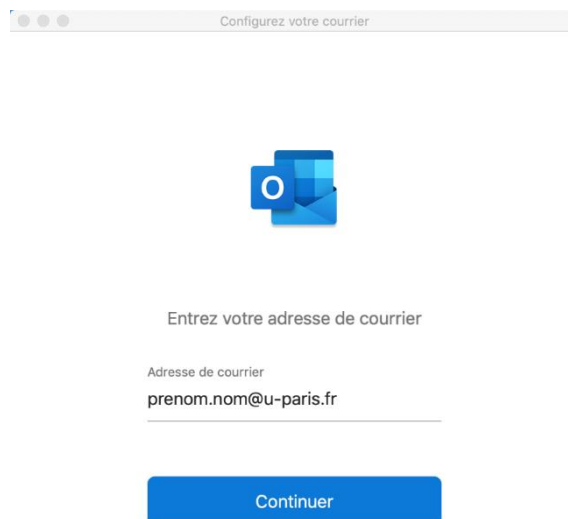 Configurez votre courrier
O
Entrez votre adresse de courrier
Adresse de courrier
prenom.nom@u-paris.fr
Continuer